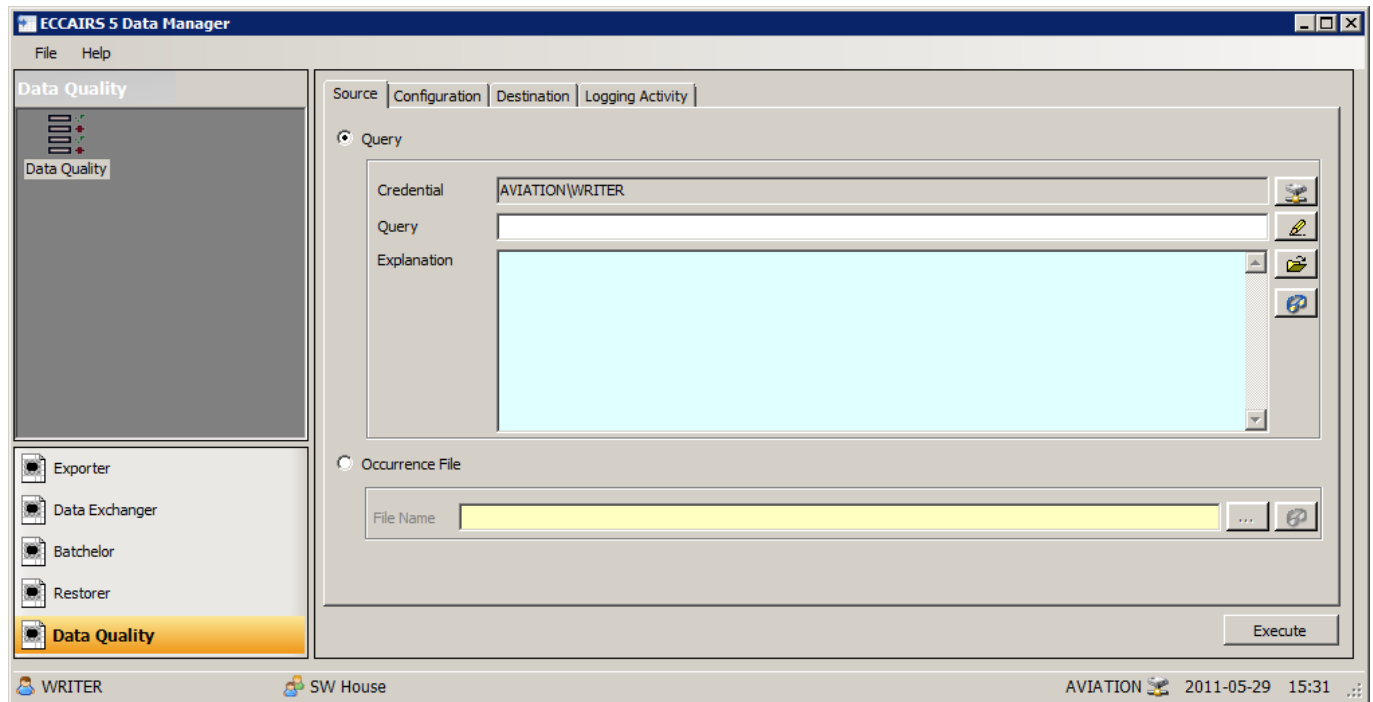 ECCAIRS 5 Data Manager
File Help
Data Quality
Data Quality
Exporter
Data Exchanger
Batchelor
Restorer
Data Quality
Source Configuration Destination Logging Activity
Query
Credential AVIATION\WRITER
Query
Explanation
Occurrence File
File Name ...
Execute
WRITER SW House AVIATION 2011-05-29 15:31